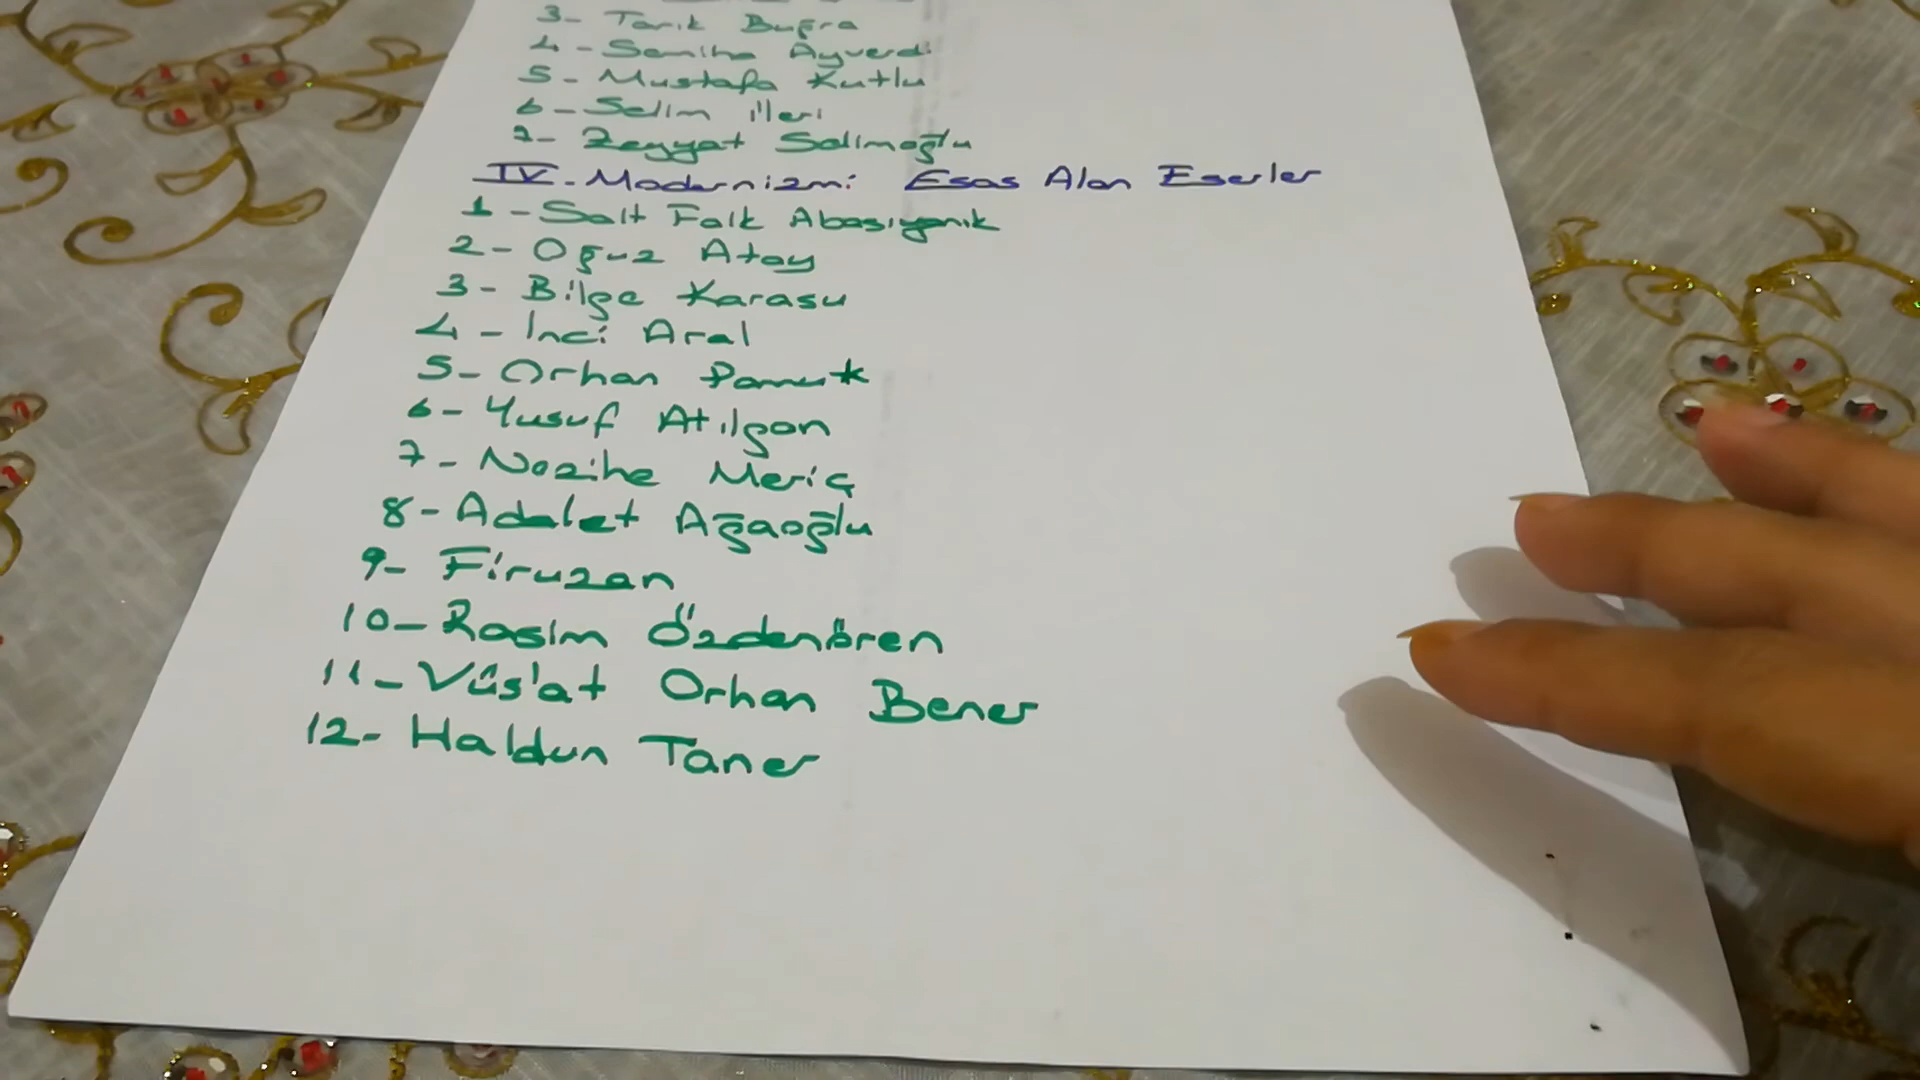 3- Tarık Buğra
4- Samiha Ayverdi
5- Mustafa Kutlu
6- Selim İleri
7- Zeyyat Selimoğlu
IV- Modernizmi Esas Alan Eserler
1- Sait Faik Abasıyanık
2- Oğuz Atay
3- Bilge Karasu
4- İnci Aral
5- Orhan Pamuk
6- Yusuf Atılgan
7- Nezihe Meriç
8- Adalet Ağaoğlu
9- Firuzan
10- Rasim Özdenören
11- Vüs'at Orhan Bener
12- Haldun Taner